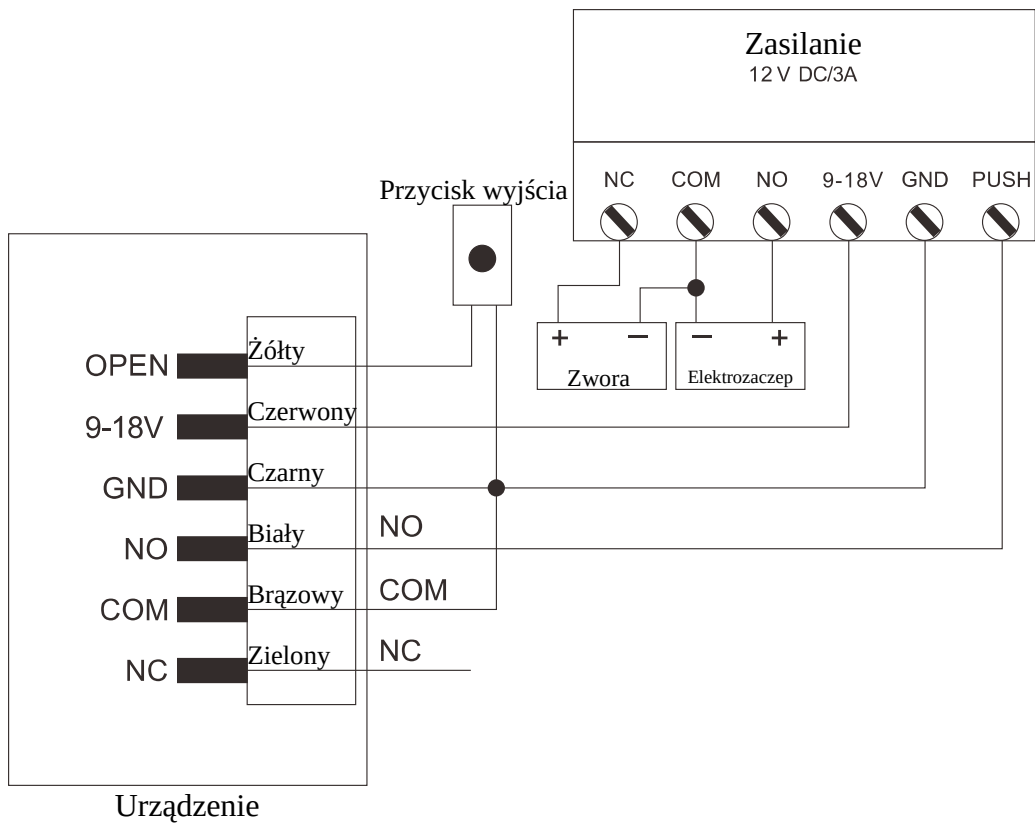 Zasilanie
12 V DC/3A
NC COM NO 9-18V GND PUSH
Przycisk wyjścia
+ − − +
Zwora Elektrozaczep
OPEN Żółty
9-18V Czerwony
GND Czarny
NO Biały NO
COM Brązowy COM
NC Zielony NC
Urządzenie